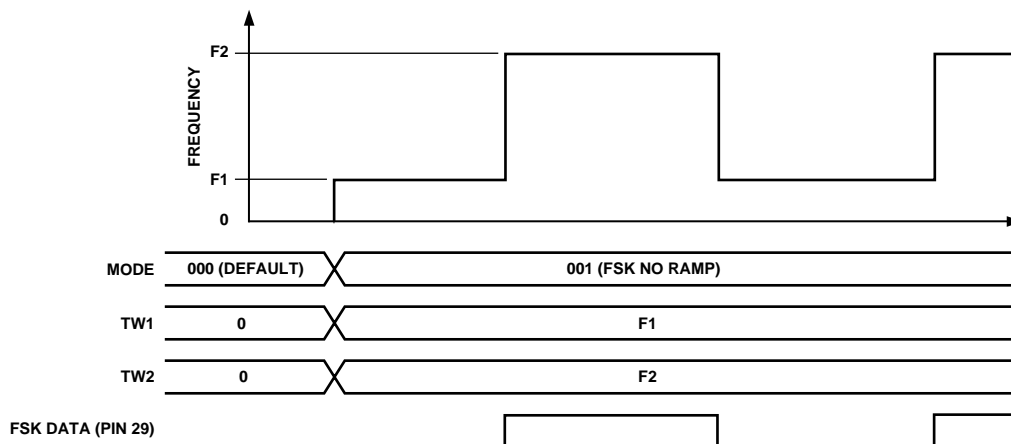 F2
FREQUENCY
F1
0
MODE 000 (DEFAULT) 001 (FSK NO RAMP)
TW1 0 F1
TW2 0 F2
FSK DATA (PIN 29)